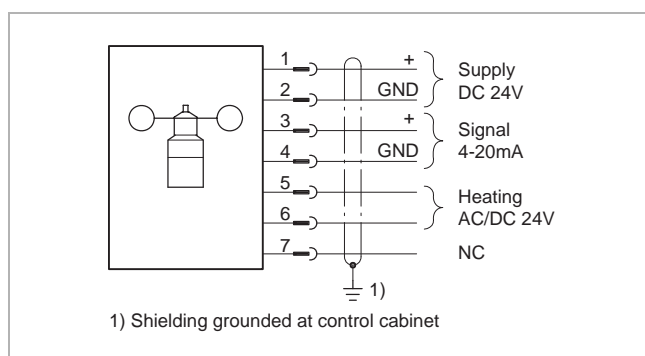 1 + Supply
2 GND DC 24V
3 + Signal
4 GND 4-20mA
5 Heating
6 AC/DC 24V
7 NC
1)
1) Shielding grounded at control cabinet